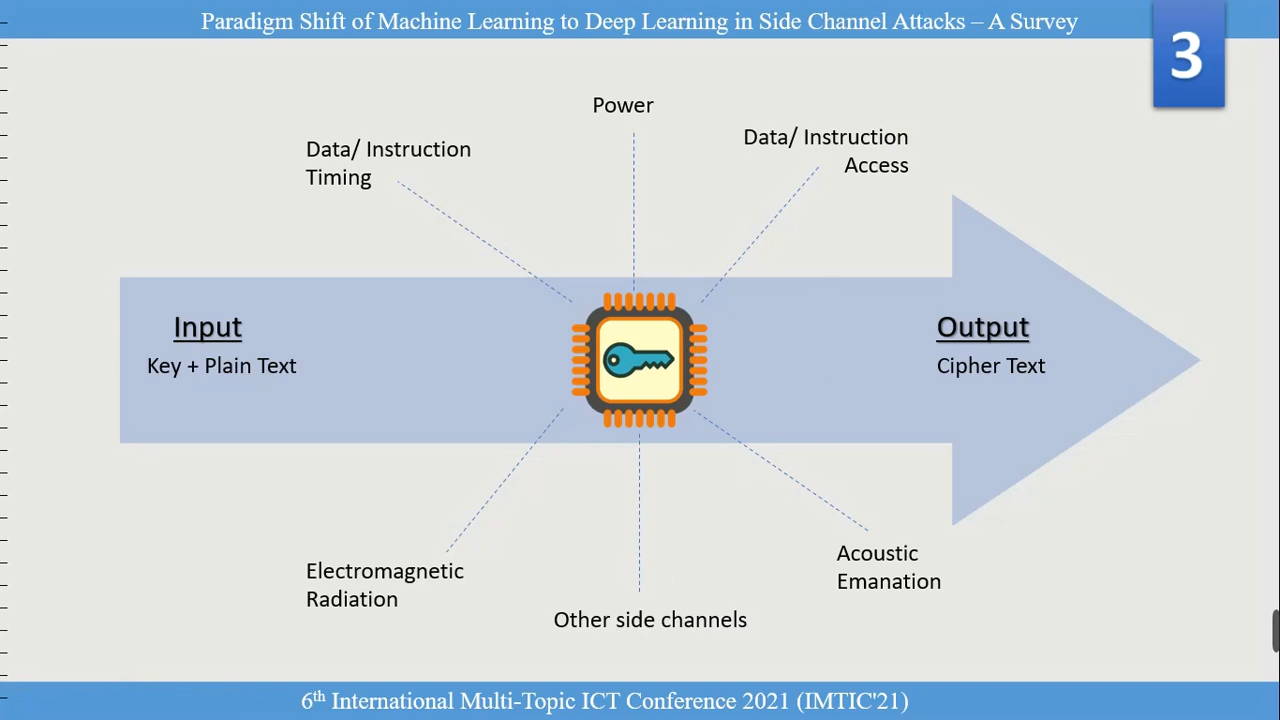 Paradigm Shift of Machine Learning to Deep Learning in Side Channel Attacks – A Survey
3
Power
Data/ Instruction
Timing
Data/ Instruction
Access
Input
Key + Plain Text
Output
Cipher Text
Electromagnetic
Radiation
Acoustic
Emanation
Other side channels
6th International Multi-Topic ICT Conference 2021 (IMTIC'21)